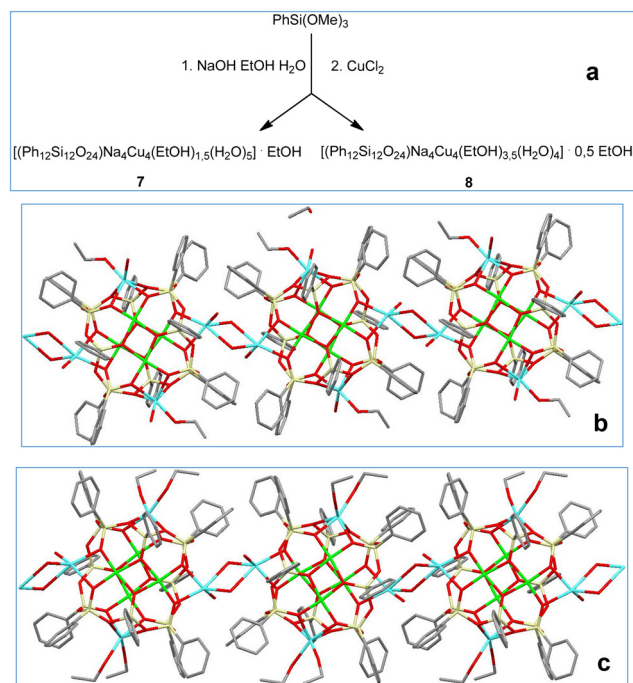 PhSi(OMe)₃
1. NaOH EtOH H₂O 2. CuCl₂
a
[(Ph₁₂Si₁₂O₂₄)Na₄Cu₄(EtOH)₁,₅(H₂O)₅] · EtOH [(Ph₁₂Si₁₂O₂₄)Na₄Cu₄(EtOH)₃,₅(H₂O)₄] · 0,5 EtOH
7 8
b
c